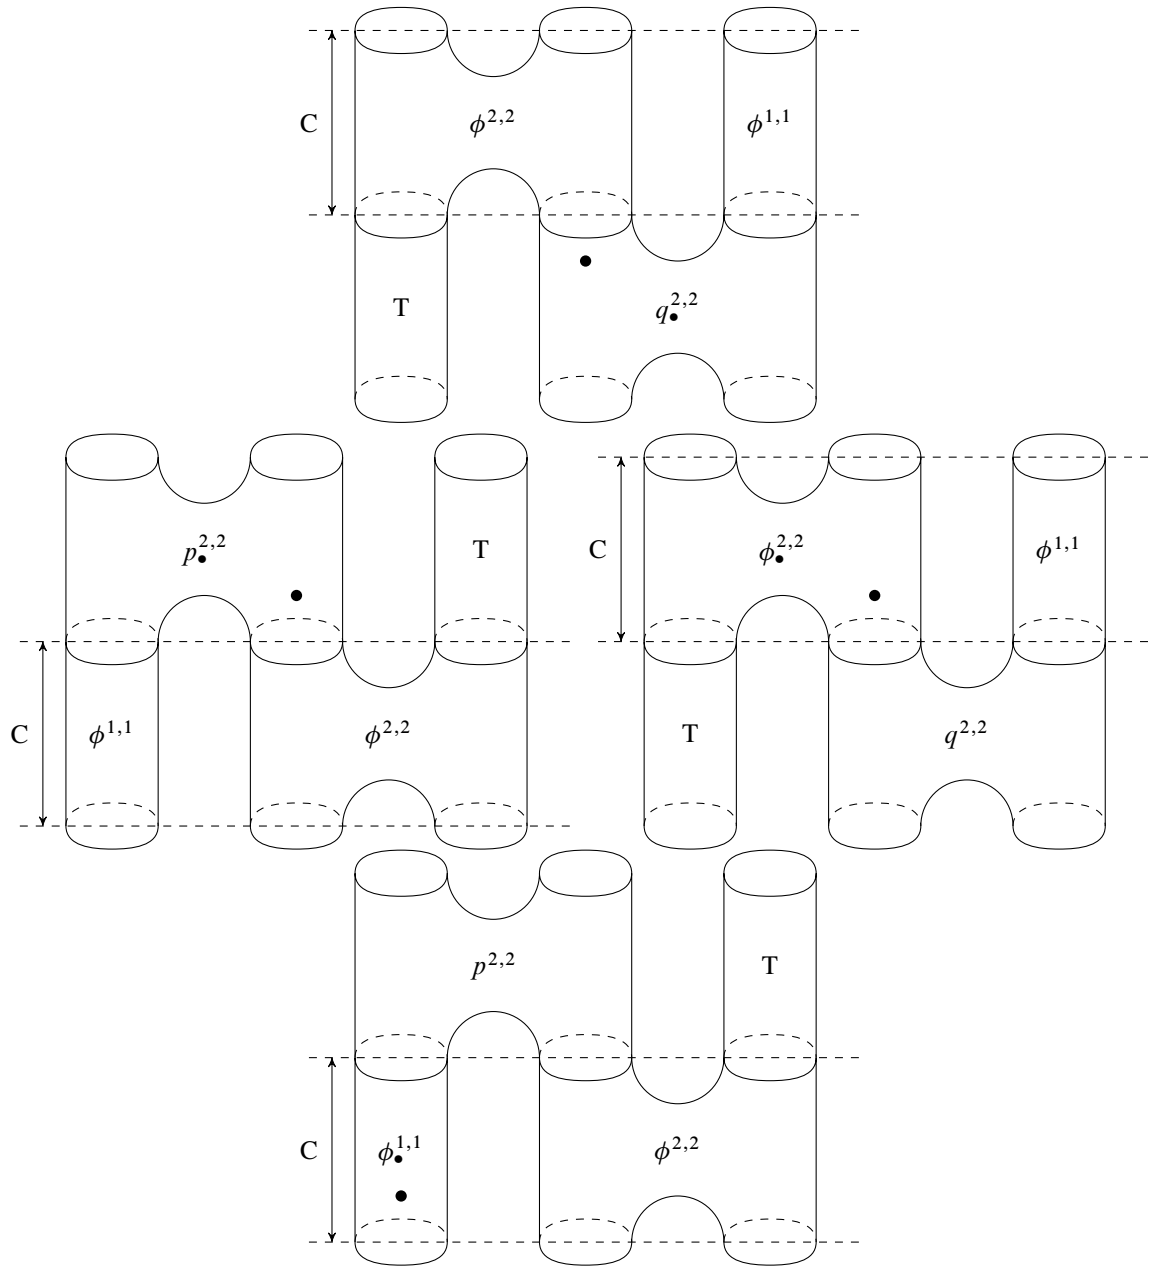 C φ^{2,2} φ^{1,1}
T q_•^{2,2}
p_•^{2,2} T
C φ^{1,1} φ^{2,2}
C φ_•^{2,2} φ^{1,1}
T q^{2,2}
p^{2,2} T
C φ_•^{1,1} φ^{2,2}